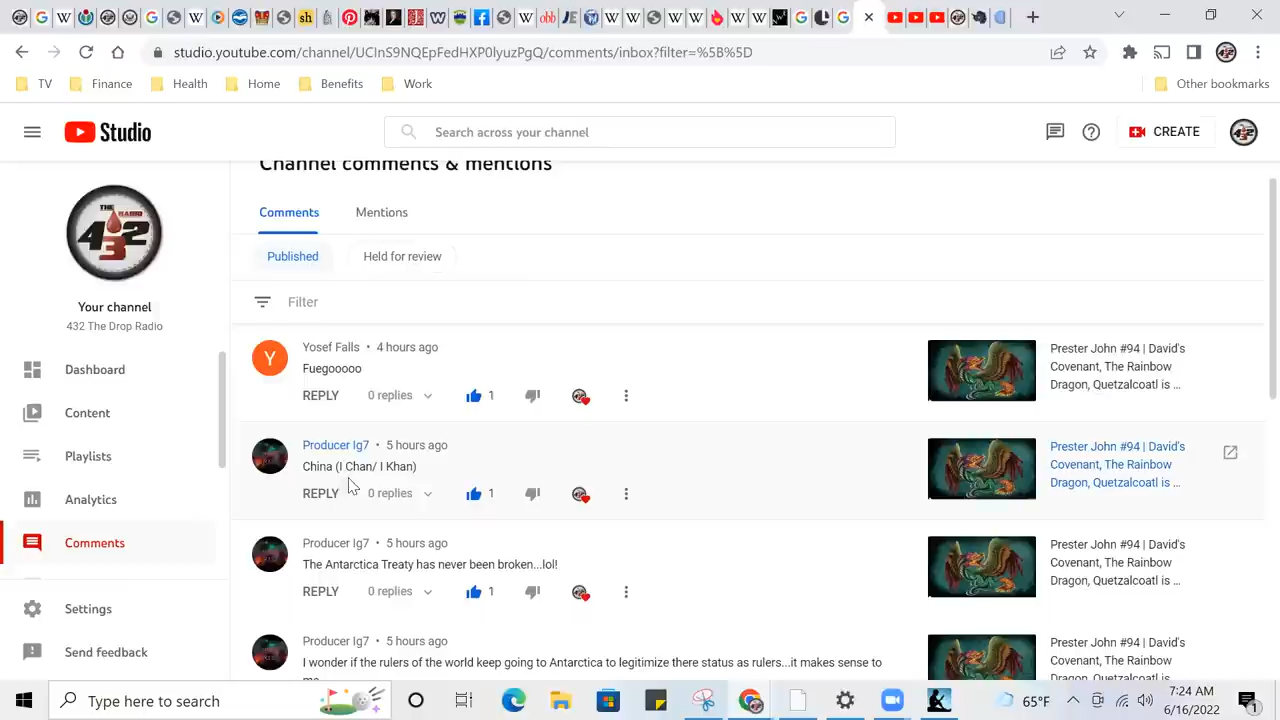 studio.youtube.com/channel/UCInS9NQEpFedHXP0lyuzPgQ/comments/inbox?filter=%5B%5D
TV Finance Health Home Benefits Work Other bookmarks
Studio
Search across your channel
CREATE
Channel comments & mentions
Comments Mentions
Published Held for review
Filter
THE RADIO
432
Your channel
432 The Drop Radio
Dashboard
Content
Playlists
Analytics
Comments
Settings
Send feedback
Y
Yosef Falls • 4 hours ago
Fuegooooo
REPLY 0 replies 1
Prester John #94 | David's
Covenant, The Rainbow
Dragon, Quetzalcoatl is ...
Producer Ig7 • 5 hours ago
China (I Chan/ I Khan)
REPLY 0 replies 1
Prester John #94 | David's
Covenant, The Rainbow
Dragon, Quetzalcoatl is ...
Producer Ig7 • 5 hours ago
The Antarctica Treaty has never been broken...lol!
REPLY 0 replies 1
Prester John #94 | David's
Covenant, The Rainbow
Dragon, Quetzalcoatl is ...
Producer Ig7 • 5 hours ago
I wonder if the rulers of the world keep going to Antarctica to legitimize there status as rulers...it makes sense to
Prester John #94 | David's
Covenant, The Rainbow
Dragon, Quetzalcoatl is ...
Type here to search
65°F
7:24 AM
6/16/2022
1